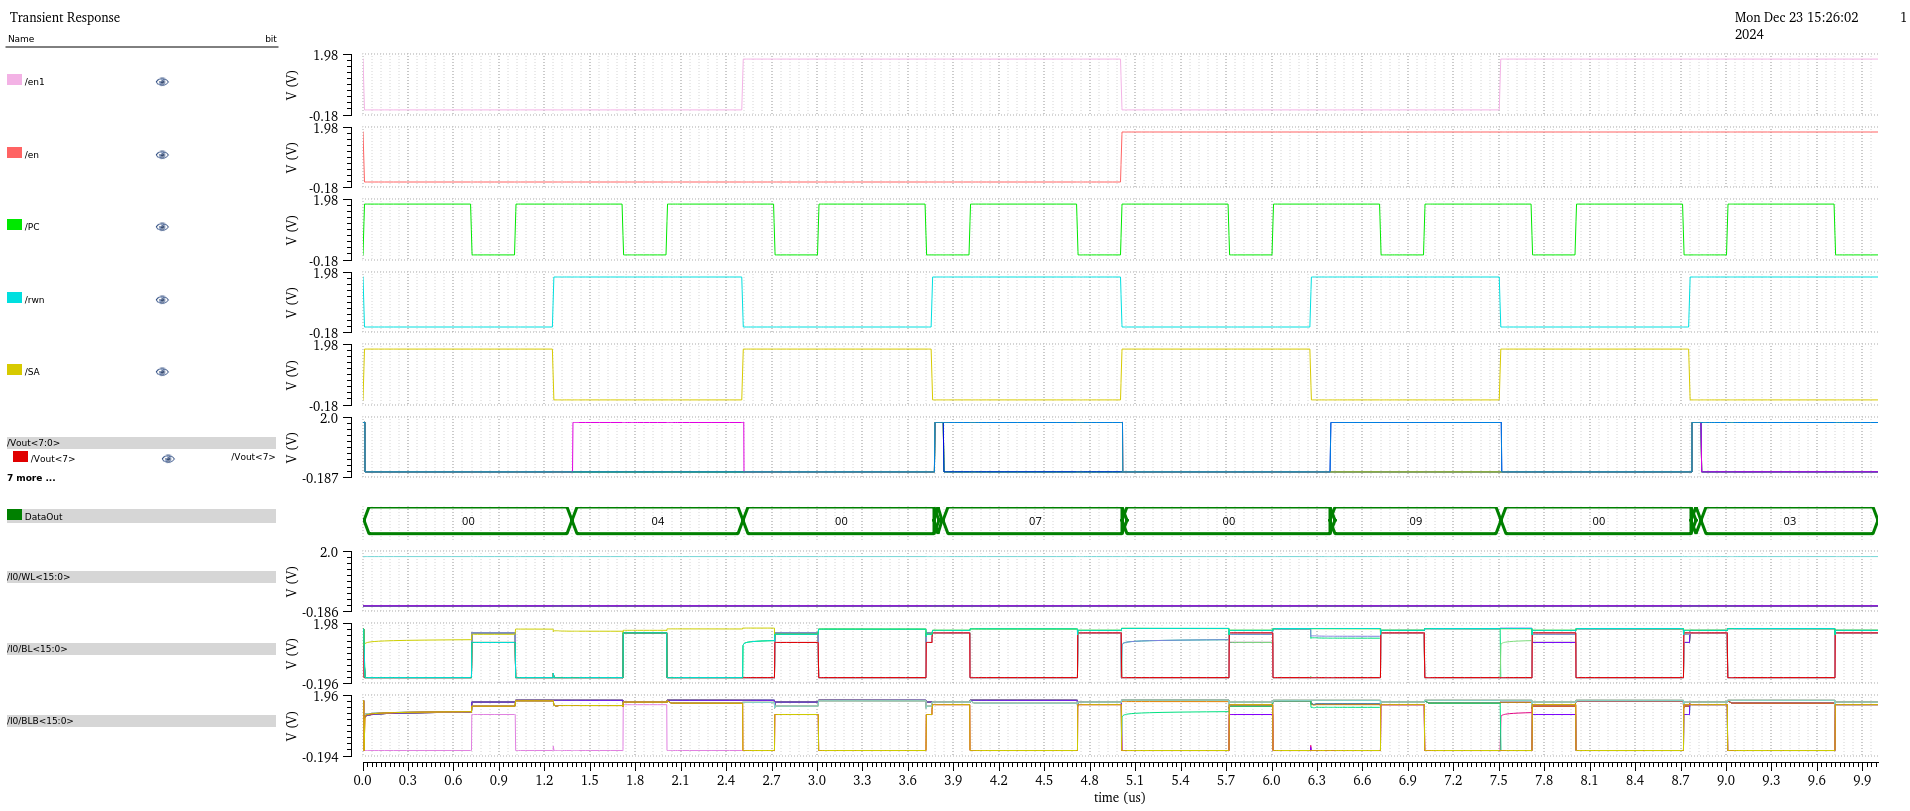 Transient Response
Mon Dec 23 15:26:02 1
2024
Name bit
1.98
/en1
V (V)
-0.18
1.98
/en
V (V)
-0.18
1.98
/PC
V (V)
-0.18
1.98
/rwn
V (V)
-0.18
1.98
/SA
V (V)
-0.18
2.0
/Vout<7:0>
V (V)
/Vout<7> /Vout<7>
7 more ...
-0.187
DataOut
00 04 00 07 00 09 00 03
2.0
/I0/WL<15:0>
V (V)
-0.186
1.98
/I0/BL<15:0>
V (V)
-0.196
1.96
/I0/BLB<15:0>
V (V)
-0.194
0.0 0.3 0.6 0.9 1.2 1.5 1.8 2.1 2.4 2.7 3.0 3.3 3.6 3.9 4.2 4.5 4.8 5.1 5.4 5.7 6.0 6.3 6.6 6.9 7.2 7.5 7.8 8.1 8.4 8.7 9.0 9.3 9.6 9.9
time (us)